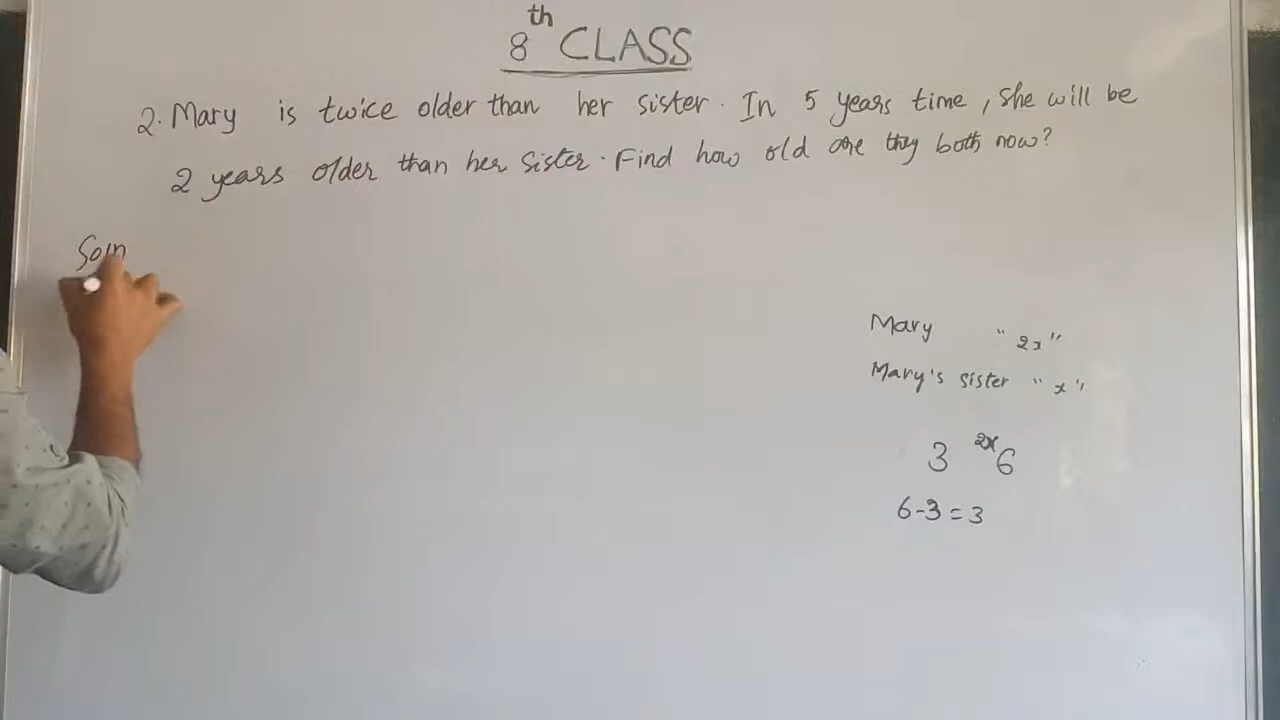 8th CLASS
2. Mary is twice older than her sister. In 5 years time, she will be
2 years older than her sister. Find how old are they both now?
Soln
Mary "2x"
Mary's sister "x"
3 2x 6
6-3=3